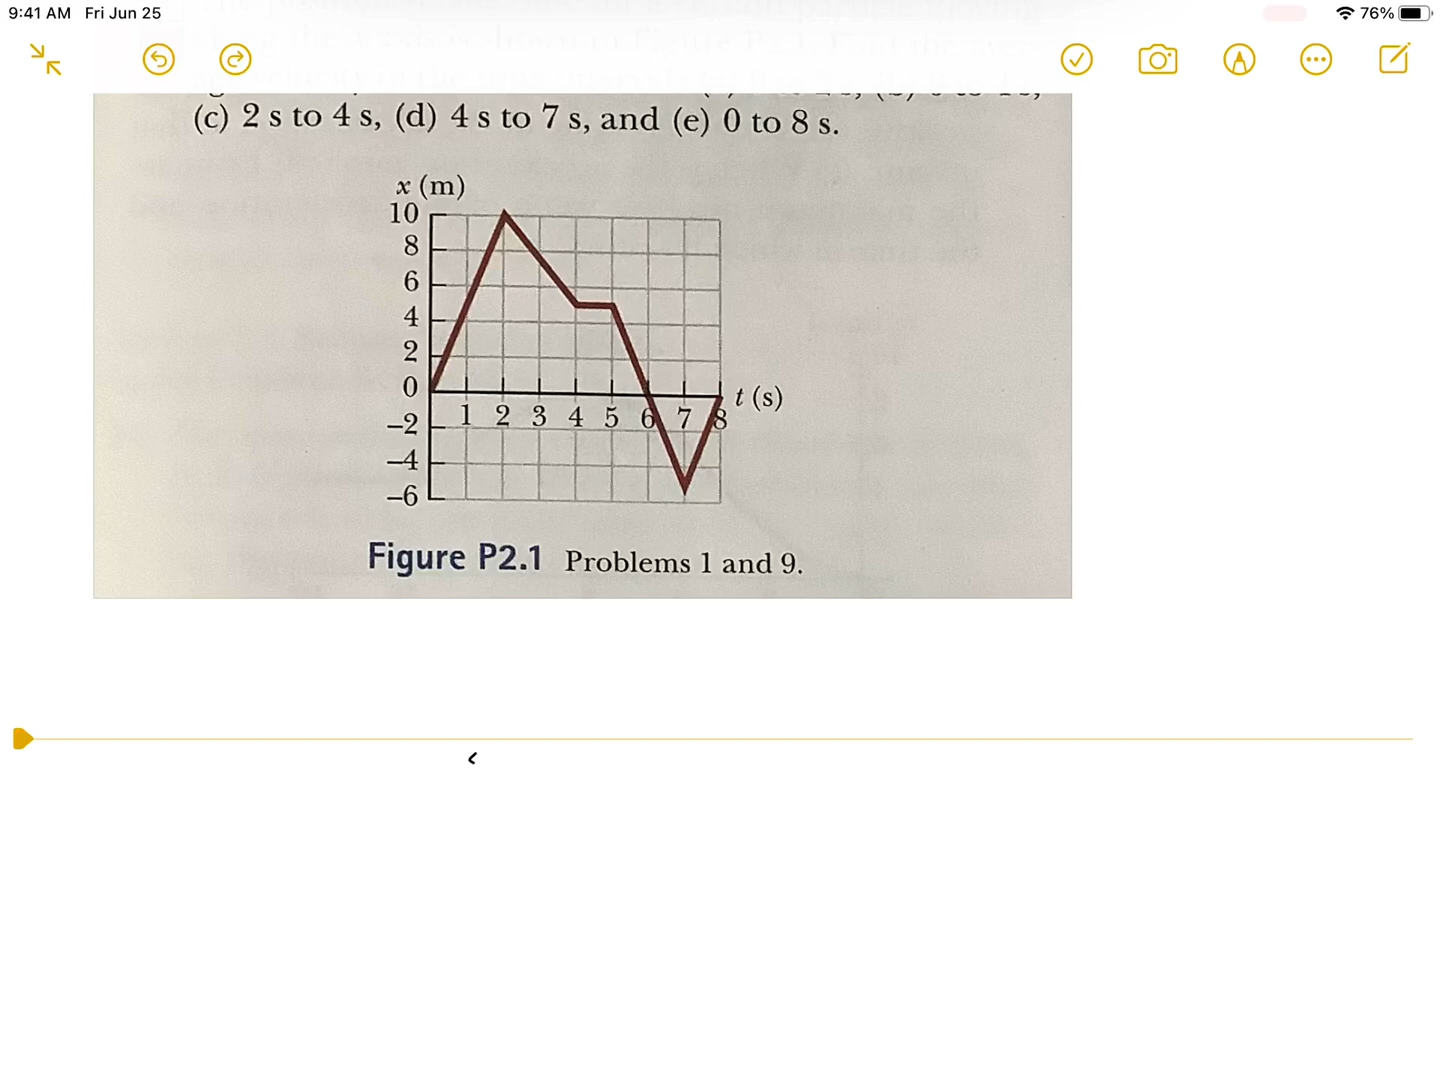 9:41 AM Fri Jun 25
76%
(c) 2 s to 4 s, (d) 4 s to 7 s, and (e) 0 to 8 s.
x (m)
10
8
6
4
2
0
–2
–4
–6
1 2 3 4 5 6 7 8
t (s)
Figure P2.1 Problems 1 and 9.